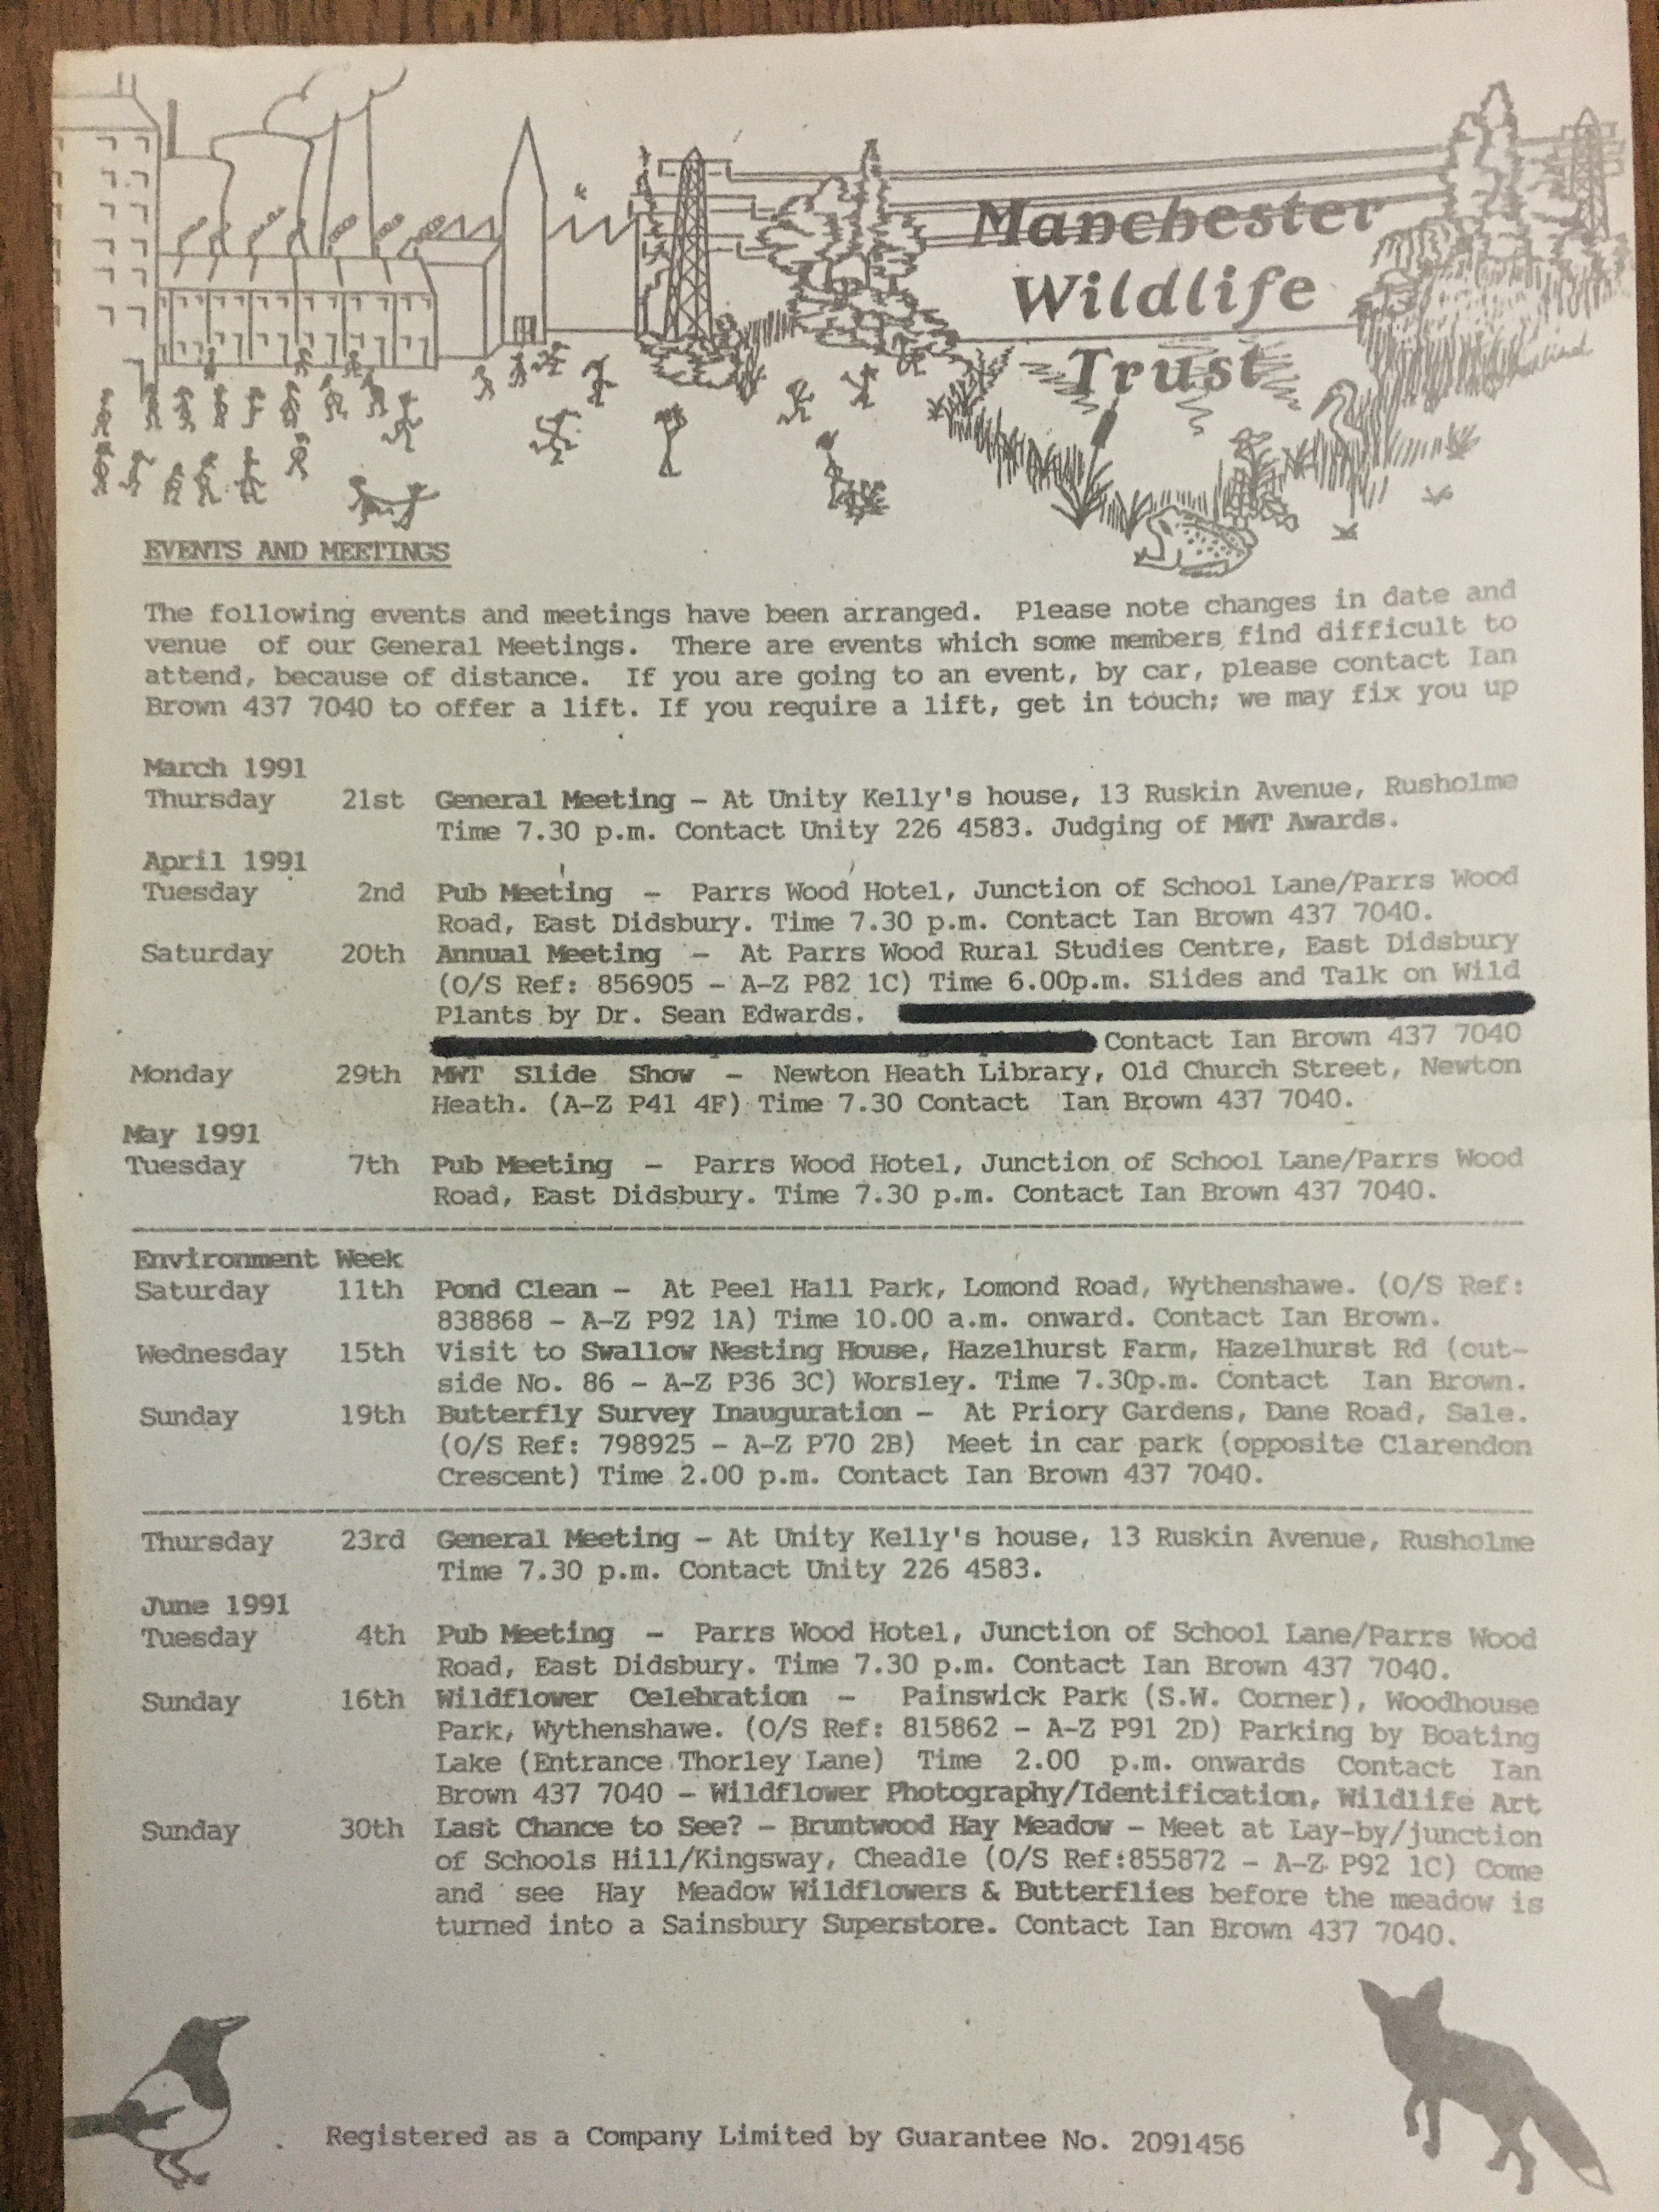 Manchester
Wildlife
Trust
EVENTS AND MEETINGS
The following events and meetings have been arranged. Please note changes in date and
venue of our General Meetings. There are events which some members find difficult to
attend, because of distance. If you are going to an event, by car, please contact Ian
Brown 437 7040 to offer a lift. If you require a lift, get in touch; we may fix you up
March 1991
Thursday 21st General Meeting - At Unity Kelly's house, 13 Ruskin Avenue, Rusholme
Time 7.30 p.m. Contact Unity 226 4583. Judging of MWT Awards.
April 1991
Tuesday 2nd Pub Meeting - Parrs Wood Hotel, Junction of School Lane/Parrs Wood
Road, East Didsbury. Time 7.30 p.m. Contact Ian Brown 437 7040.
Saturday 20th Annual Meeting - At Parrs Wood Rural Studies Centre, East Didsbury
(O/S Ref: 856905 - A-Z P82 1C) Time 6.00p.m. Slides and Talk on Wild
Plants by Dr. Sean Edwards.
Contact Ian Brown 437 7040
Monday 29th MWT Slide Show - Newton Heath Library, Old Church Street, Newton
Heath. (A-Z P41 4F) Time 7.30 Contact Ian Brown 437 7040.
May 1991
Tuesday 7th Pub Meeting - Parrs Wood Hotel, Junction of School Lane/Parrs Wood
Road, East Didsbury. Time 7.30 p.m. Contact Ian Brown 437 7040.
Environment Week
Saturday 11th Pond Clean - At Peel Hall Park, Lomond Road, Wythenshawe. (O/S Ref:
838868 - A-Z P92 1A) Time 10.00 a.m. onward. Contact Ian Brown.
Wednesday 15th Visit to Swallow Nesting House, Hazelhurst Farm, Hazelhurst Rd (out-
side No. 86 - A-Z P36 3C) Worsley. Time 7.30p.m. Contact Ian Brown.
Sunday 19th Butterfly Survey Inauguration - At Priory Gardens, Dane Road, Sale.
(O/S Ref: 798925 - A-Z P70 2B) Meet in car park (opposite Clarendon
Crescent) Time 2.00 p.m. Contact Ian Brown 437 7040.
Thursday 23rd General Meeting - At Unity Kelly's house, 13 Ruskin Avenue, Rusholme
Time 7.30 p.m. Contact Unity 226 4583.
June 1991
Tuesday 4th Pub Meeting - Parrs Wood Hotel, Junction of School Lane/Parrs Wood
Road, East Didsbury. Time 7.30 p.m. Contact Ian Brown 437 7040.
Sunday 16th Wildflower Celebration - Painswick Park (S.W. Corner), Woodhouse
Park, Wythenshawe. (O/S Ref: 815862 - A-Z P91 2D) Parking by Boating
Lake (Entrance Thorley Lane) Time 2.00 p.m. onwards Contact Ian
Brown 437 7040 - Wildflower Photography/Identification, Wildlife Art
Sunday 30th Last Chance to See? - Bruntwood Hay Meadow - Meet at Lay-by/junction
of Schools Hill/Kingsway, Cheadle (O/S Ref:855872 - A-Z P92 1C) Come
and see Hay Meadow Wildflowers & Butterflies before the meadow is
turned into a Sainsbury Superstore. Contact Ian Brown 437 7040.
Registered as a Company Limited by Guarantee No. 2091456